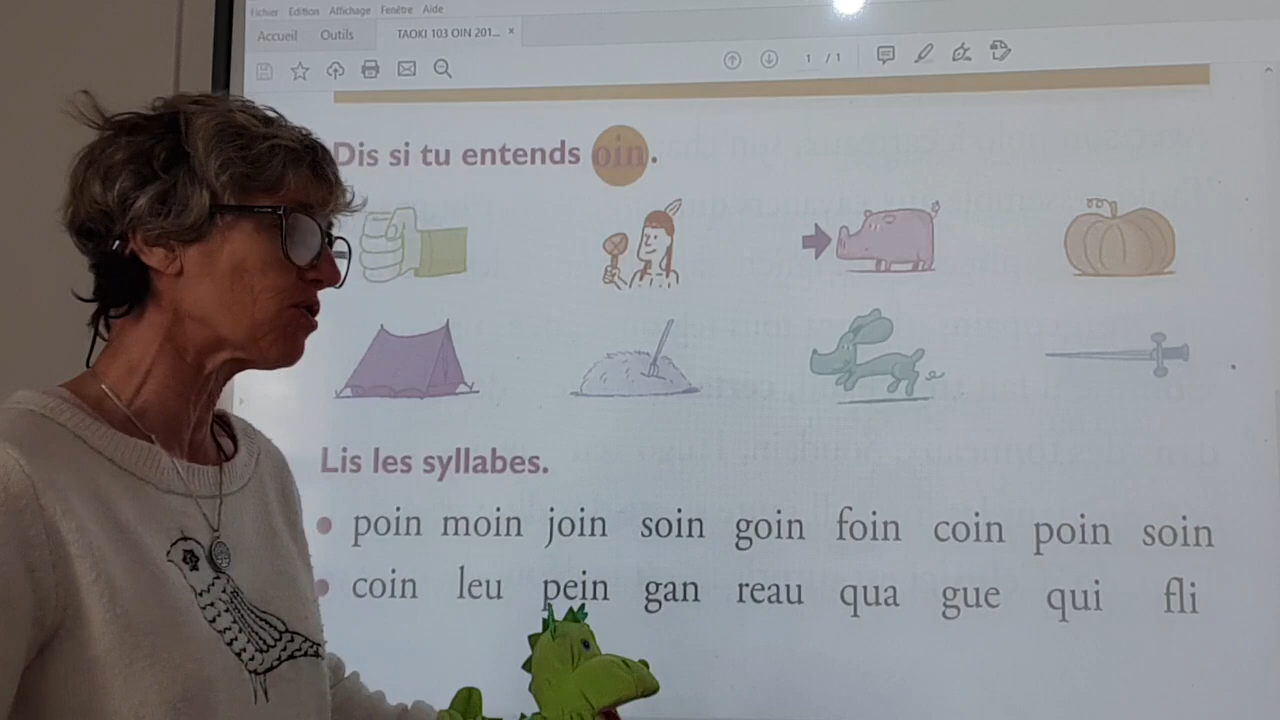 Fichier Edition Affichage Fenêtre Aide
Accueil Outils TAOKI 103 OIN 201... ×
1 / 1
Dis si tu entends oin.
Lis les syllabes.
• poin moin join soin goin foin coin poin soin
• coin leu pein gan reau qua gue qui fli